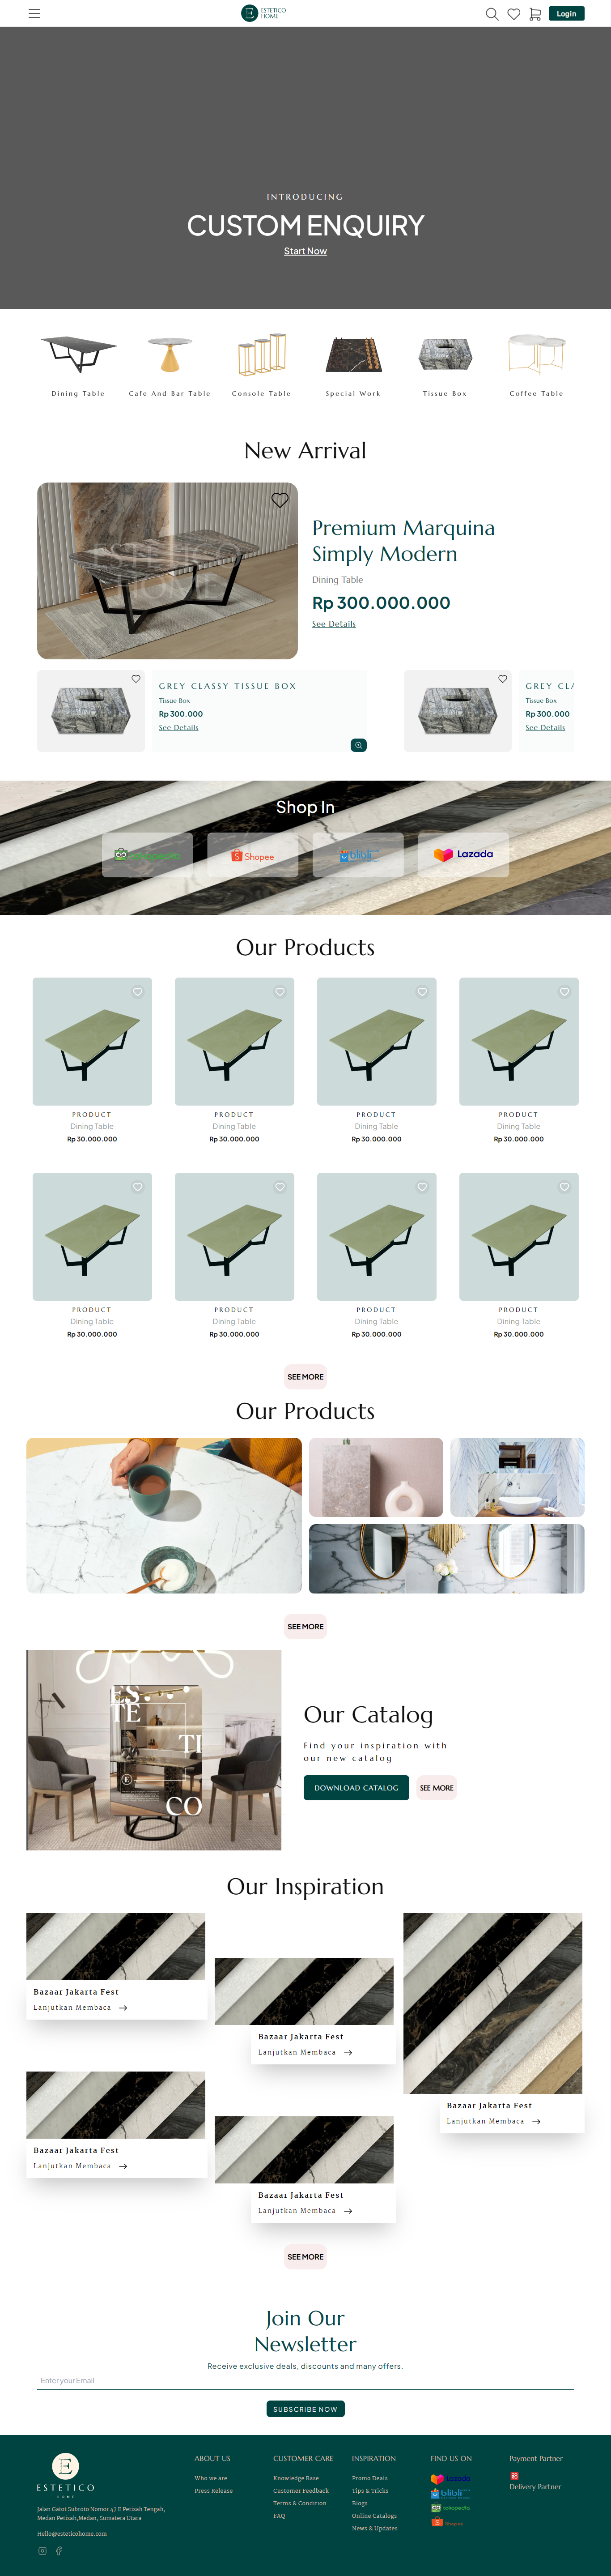 ESTETICO
HOME
Login
INTRODUCING
CUSTOM ENQUIRY
Start Now
Dining Table
Cafe And Bar Table
Console Table
Special Work
Tissue Box
Coffee Table
New Arrival
ESTETICO
HOME
Premium Marquina
Simply Modern
Dining Table
Rp 300.000.000
See Details
GREY CLASSY TISSUE BOX
Tissue Box
Rp 300.000
See Details
GREY CLA
Tissue Box
Rp 300.000
See Details
Shop In
tokopedia
Shopee
blibli
Lazada
Our Products
PRODUCT
Dining Table
Rp 30.000.000
PRODUCT
Dining Table
Rp 30.000.000
PRODUCT
Dining Table
Rp 30.000.000
PRODUCT
Dining Table
Rp 30.000.000
PRODUCT
Dining Table
Rp 30.000.000
PRODUCT
Dining Table
Rp 30.000.000
PRODUCT
Dining Table
Rp 30.000.000
PRODUCT
Dining Table
Rp 30.000.000
SEE MORE
Our Products
SEE MORE
ES
TE
TI
CO
Our Catalog
Find your inspiration with
our new catalog
DOWNLOAD CATALOG
SEE MORE
Our Inspiration
Bazaar Jakarta Fest
Lanjutkan Membaca
Bazaar Jakarta Fest
Lanjutkan Membaca
Bazaar Jakarta Fest
Lanjutkan Membaca
Bazaar Jakarta Fest
Lanjutkan Membaca
Bazaar Jakarta Fest
Lanjutkan Membaca
SEE MORE
Join Our
Newsletter
Receive exclusive deals, discounts and many offers.
Enter your Email
SUBSCRIBE NOW
ESTETICO
HOME
Jalan Gatot Subroto Nomor 47 E Petisah Tengah,
Medan Petisah,Medan, Sumatera Utara
Hello@esteticohome.com
ABOUT US
Who we are
Press Release
CUSTOMER CARE
Knowledge Base
Customer Feedback
Terms & Condition
FAQ
INSPIRATION
Promo Deals
Tips & Tricks
Blogs
Online Catalogs
News & Updates
FIND US ON
Lazada
blibli
tokopedia
Shopee
Payment Partner
Delivery Partner